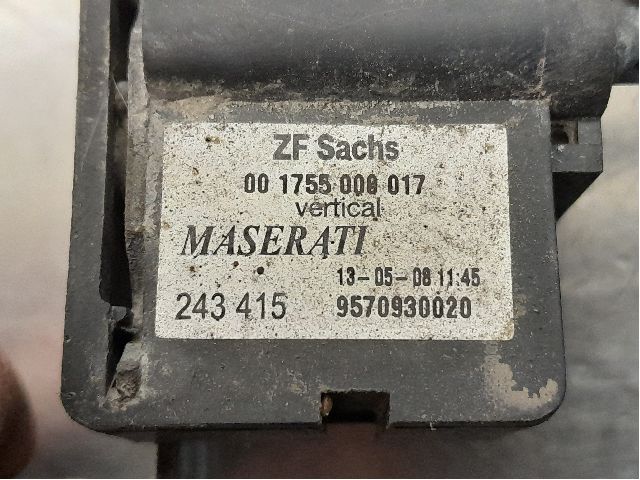 ZF Sachs
00 1755 008 017
vertical
MASERATI
13-05-08 11:45
243 415 9570930020